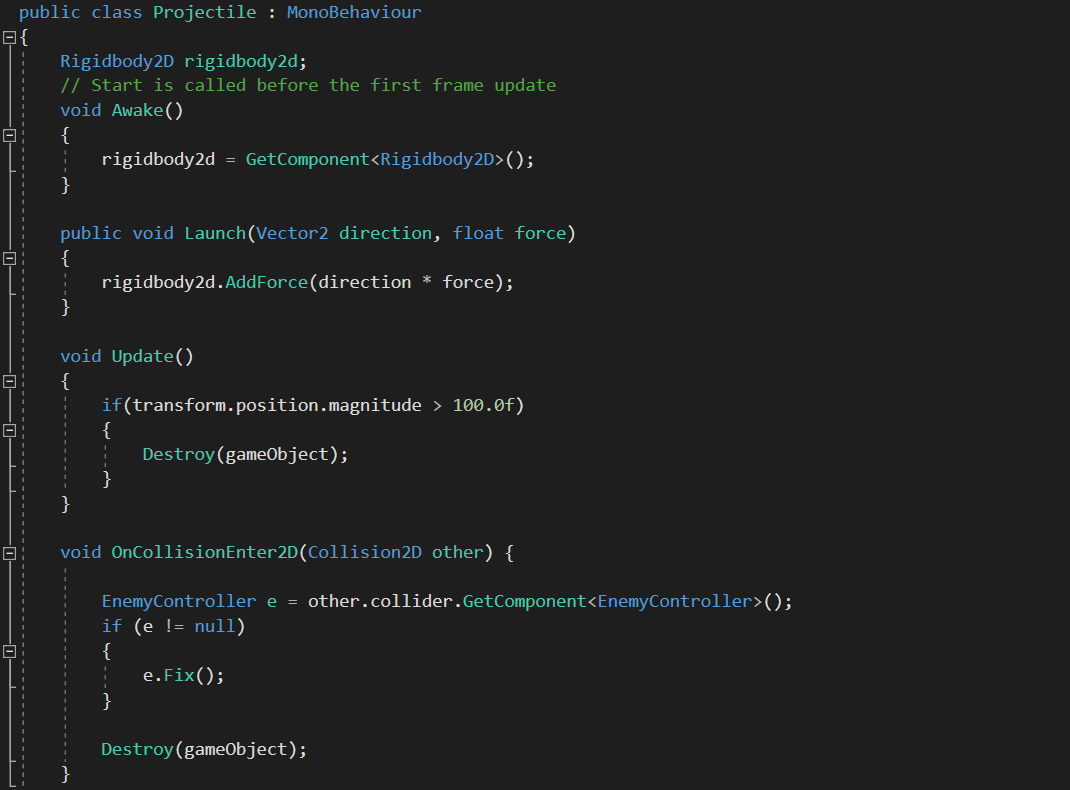 public class Projectile : MonoBehaviour
{
    Rigidbody2D rigidbody2d;
    // Start is called before the first frame update
    void Awake()
    {
        rigidbody2d = GetComponent<Rigidbody2D>();
    }

    public void Launch(Vector2 direction, float force)
    {
        rigidbody2d.AddForce(direction * force);
    }

    void Update()
    {
        if(transform.position.magnitude > 100.0f)
        {
            Destroy(gameObject);
        }
    }

    void OnCollisionEnter2D(Collision2D other) {

        EnemyController e = other.collider.GetComponent<EnemyController>();
        if (e != null)
        {
            e.Fix();
        }

        Destroy(gameObject);
    }